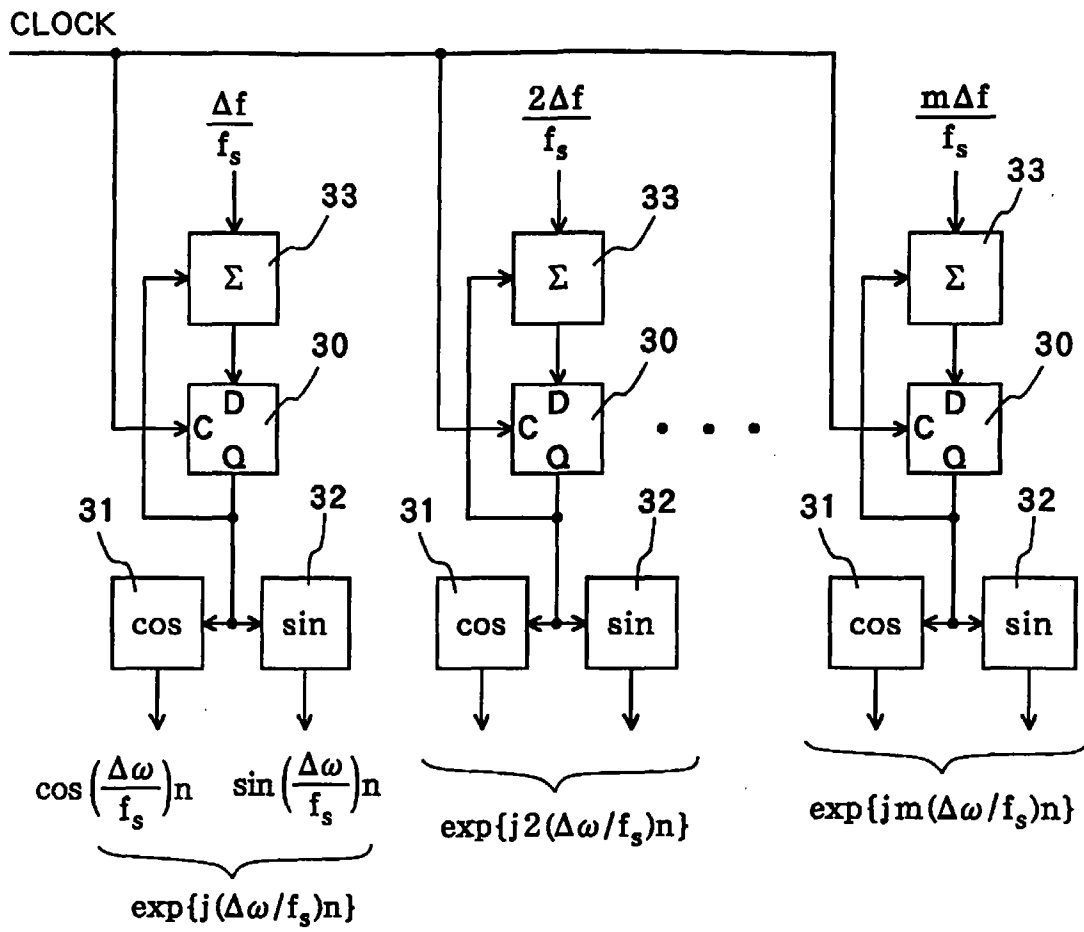 CLOCK
Δf/f_s 2Δf/f_s mΔf/f_s
33 33 33
Σ Σ Σ
30 30 30
D D D
C C C
Q Q Q
• • •
31 32 31 32 31 32
cos sin cos sin cos sin
cos(Δω/f_s)n sin(Δω/f_s)n
exp{j2(Δω/f_s)n} exp{jm(Δω/f_s)n}
exp{j(Δω/f_s)n}